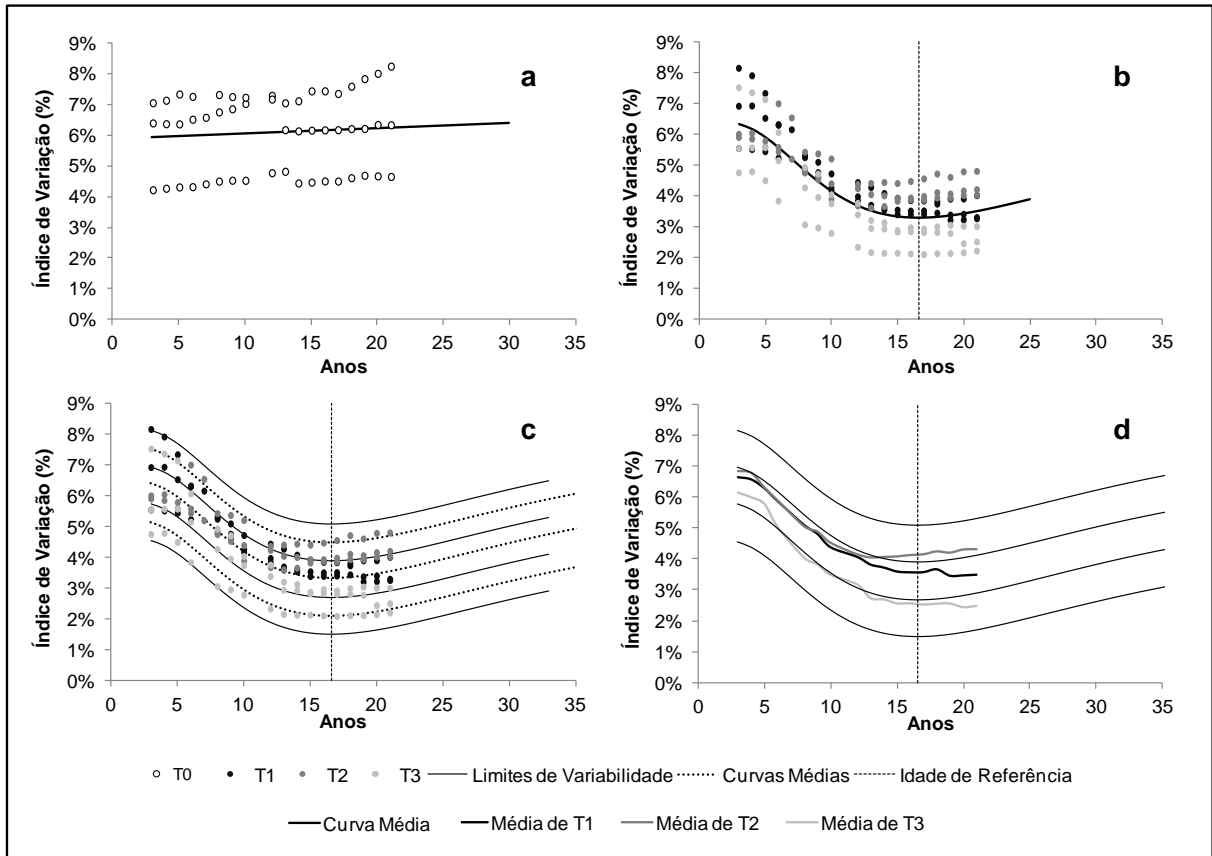 a
9%
8%
7%
6%
5%
4%
3%
2%
1%
0%
Índice de Variação (%)
0 5 10 15 20 25 30 35
Anos
b
9%
8%
7%
6%
5%
4%
3%
2%
1%
0%
Índice de Variação (%)
0 5 10 15 20 25 30 35
Anos
c
9%
8%
7%
6%
5%
4%
3%
2%
1%
0%
Índice de Variação (%)
0 5 10 15 20 25 30 35
Anos
d
9%
8%
7%
6%
5%
4%
3%
2%
1%
0%
Índice de Variação (%)
0 5 10 15 20 25 30 35
Anos
T0 T1 T2 T3 Limites de Variabilidade Curvas Médias Idade de Referência
Curva Média Média de T1 Média de T2 Média de T3